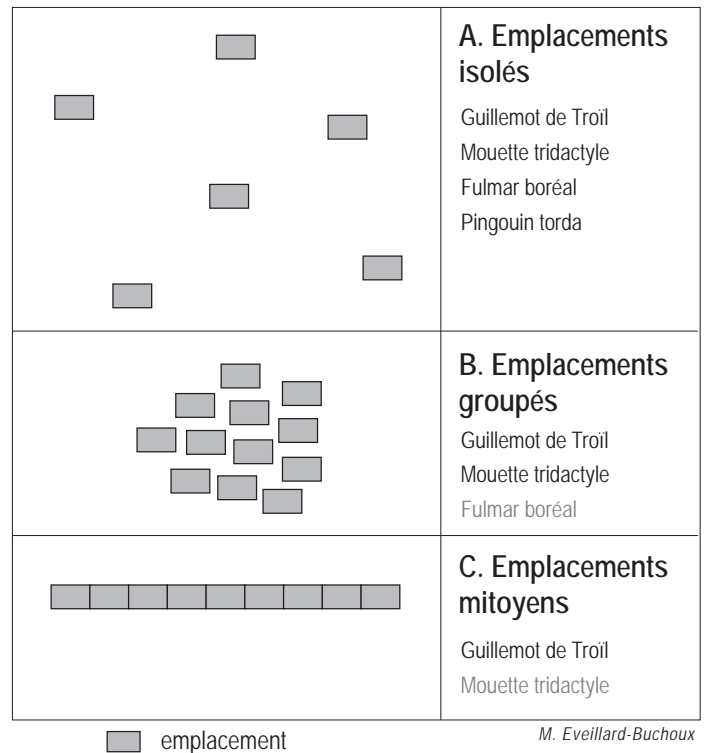 A. Emplacements
isolés
Guillemot de Troïl
Mouette tridactyle
Fulmar boréal
Pingouin torda
B. Emplacements
groupés
Guillemot de Troïl
Mouette tridactyle
Fulmar boréal
C. Emplacements
mitoyens
Guillemot de Troïl
Mouette tridactyle
emplacement
M. Eveillard-Buchoux